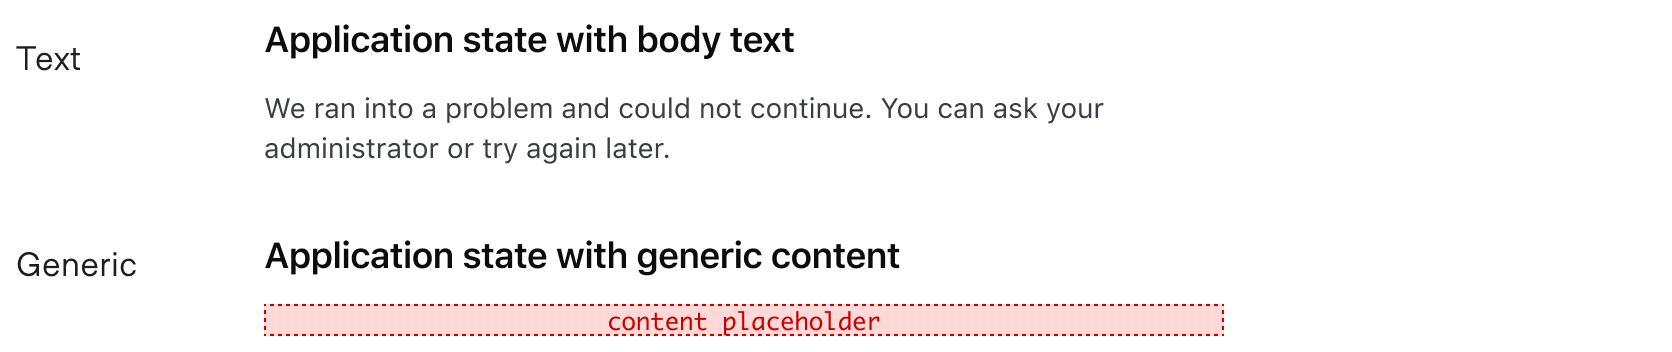 Text
Application state with body text
We ran into a problem and could not continue. You can ask your
administrator or try again later.
Generic
Application state with generic content
content placeholder